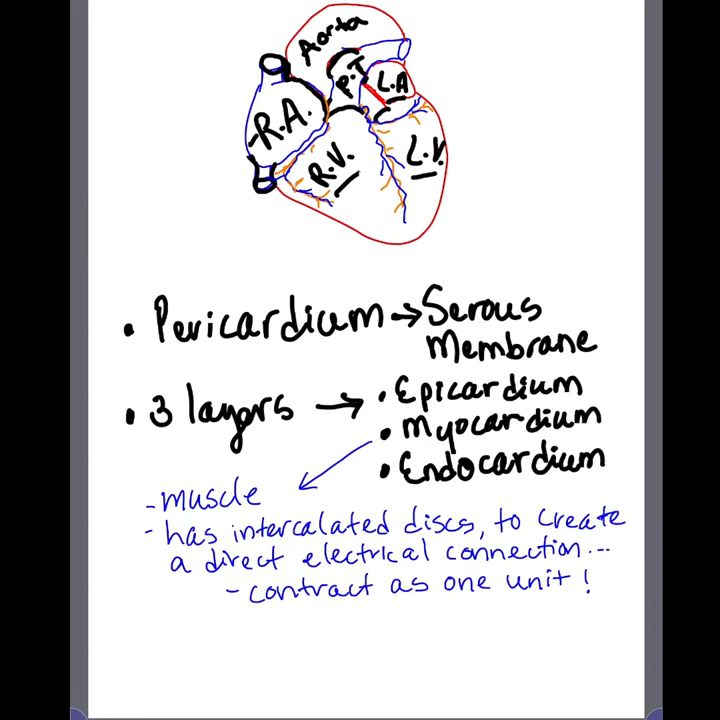 Aorta
P.T
L.A
R.A.
R.V.
L.V.
• Pericardium → Serous
Membrane
• 3 layers → • Epicardium
• Myocardium
• Endocardium
- muscle
- has intercalated discs, to create
a direct electrical connection...
- contract as one unit!